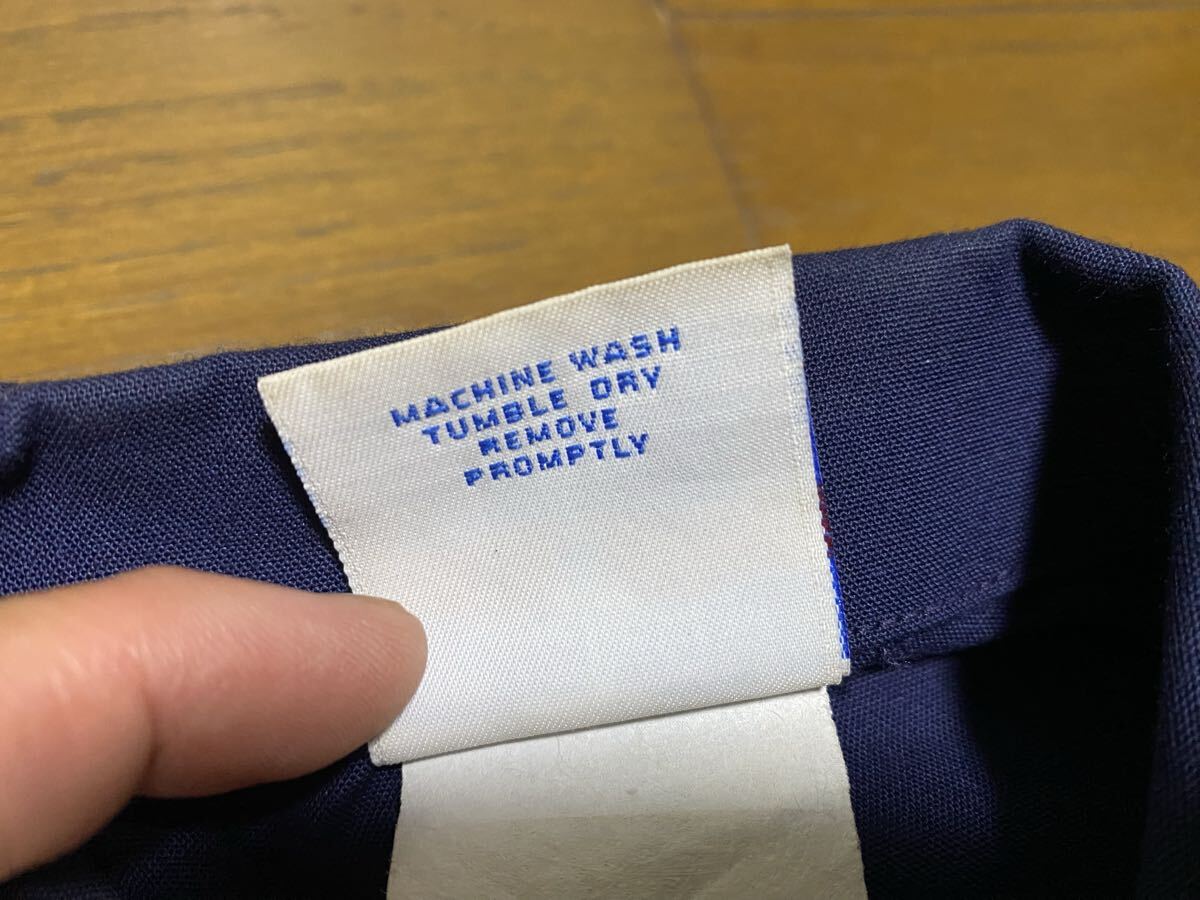 MACHINE WASH
TUMBLE DRY
REMOVE
PROMPTLY